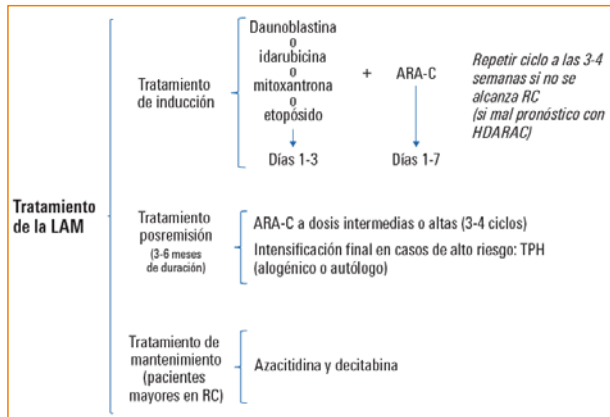 Tratamiento
de la LAM
Tratamiento
de inducción
Daunoblastina
o
idarubicina
o
mitoxantrona
o
etopósido
Días 1-3
+
ARA-C
Días 1-7
Repetir ciclo a las 3-4
semanas si no se
alcanza RC
(si mal pronóstico con
HDARAC)
Tratamiento
posremisión
(3-6 meses
de duración)
ARA-C a dosis intermedias o altas (3-4 ciclos)
Intensificación final en casos de alto riesgo: TPH
(alogénico o autólogo)
Tratamiento de
mantenimiento
(pacientes
mayores en RC)
Azacitidina y decitabina